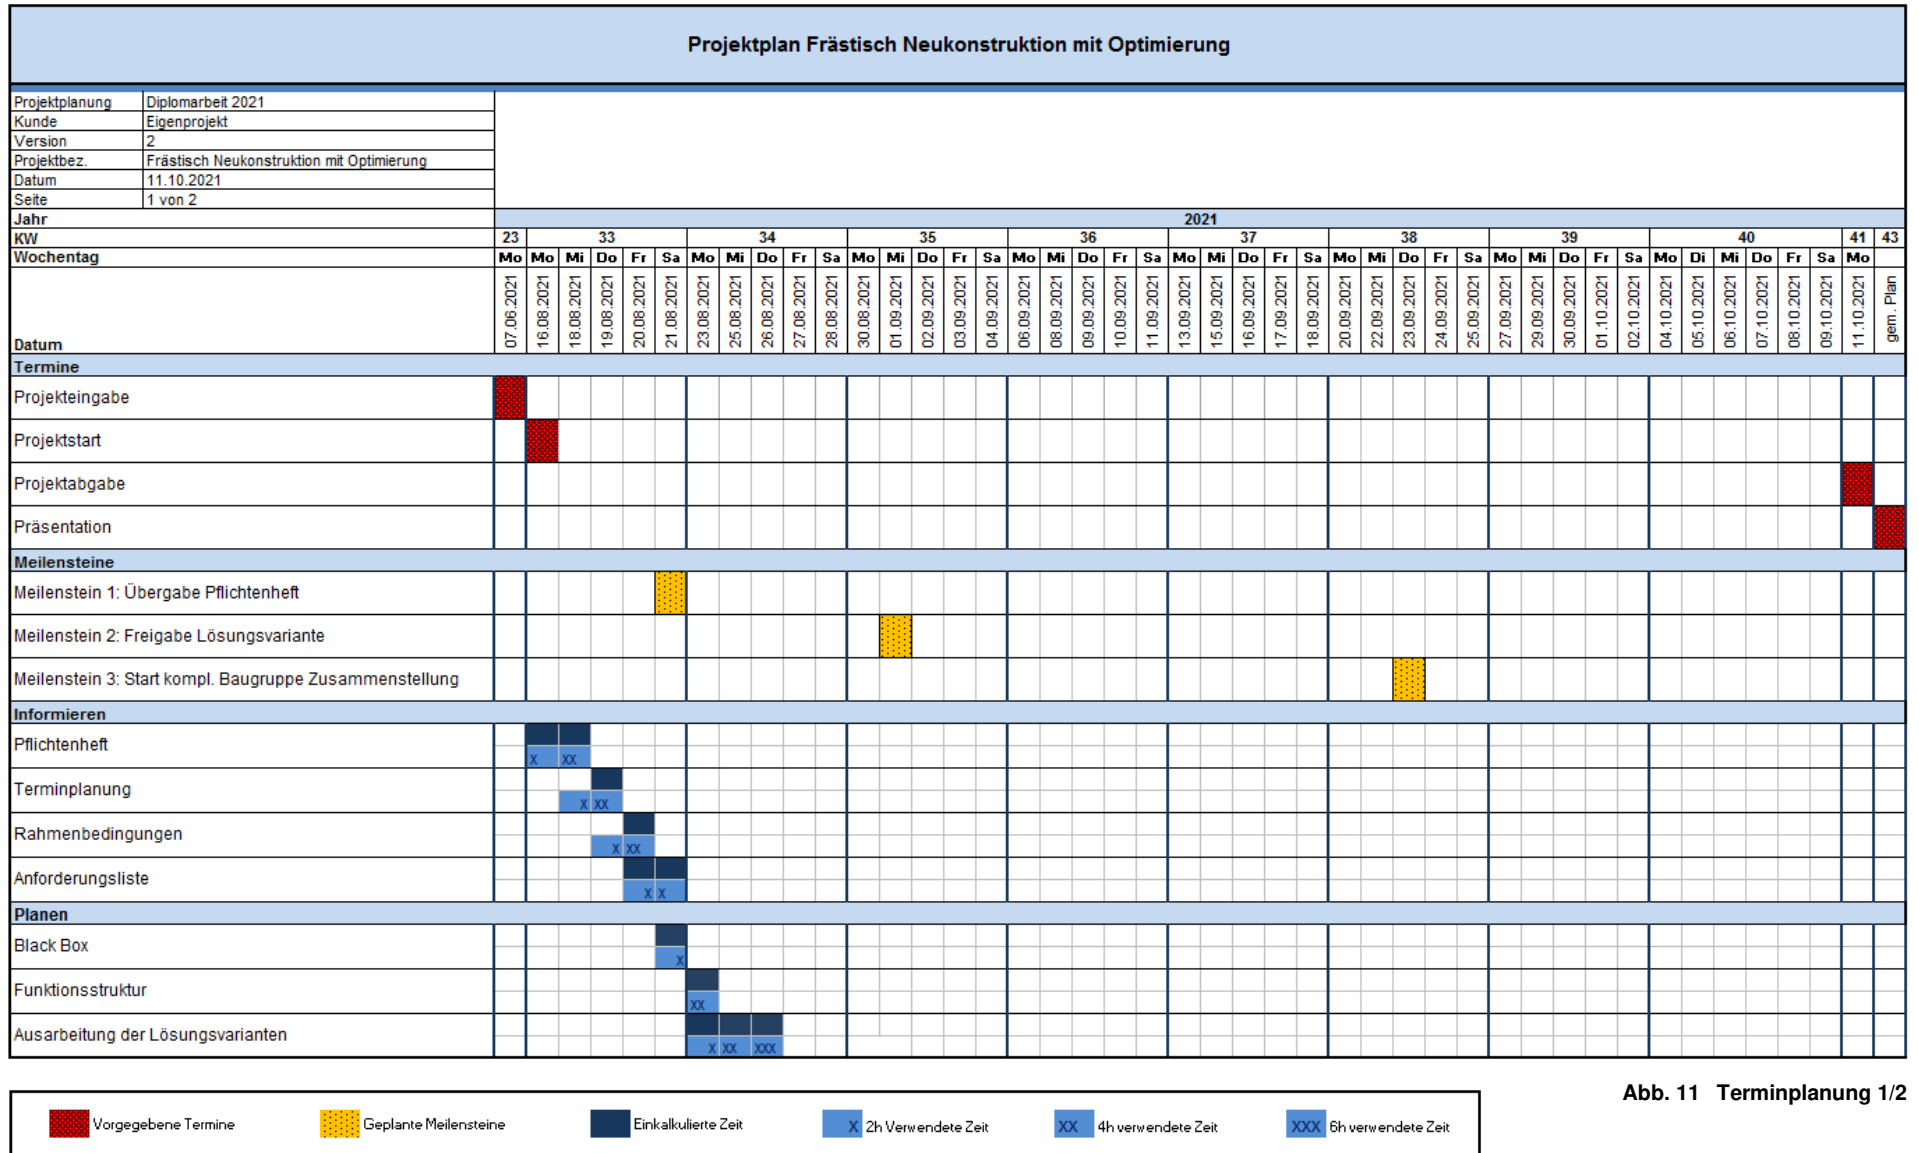 Projektplan Frästisch Neukonstruktion mit Optimierung
Projektplanung Diplomarbeit 2021
Kunde Eigenprojekt
Version 2
Projektbez. Frästisch Neukonstruktion mit Optimierung
Datum 11.10.2021
Seite 1 von 2
Jahr 2021
KW 23 33 34 35 36 37 38 39 40 41 43
Wochentag Mo Mo Mi Do Fr Sa Mo Mi Do Fr Sa Mo Mi Do Fr Sa Mo Mi Do Fr Sa Mo Mi Do Fr Sa Mo Mi Do Fr Sa Mo Mi Do Fr Sa Mo Di Mi Do Fr Sa Mo
Datum 07.06.2021 16.08.2021 18.08.2021 19.08.2021 20.08.2021 21.08.2021 23.08.2021 25.08.2021 26.08.2021 27.08.2021 28.08.2021 30.08.2021 01.09.2021 02.09.2021 03.09.2021 04.09.2021 06.09.2021 08.09.2021 09.09.2021 10.09.2021 11.09.2021 13.09.2021 15.09.2021 16.09.2021 17.09.2021 18.09.2021 20.09.2021 22.09.2021 23.09.2021 24.09.2021 25.09.2021 27.09.2021 29.09.2021 30.09.2021 01.10.2021 02.10.2021 04.10.2021 05.10.2021 06.10.2021 07.10.2021 08.10.2021 09.10.2021 11.10.2021 gem. Plan
Termine
Projekteingabe
Projektstart
Projektabgabe
Präsentation
Meilensteine
Meilenstein 1: Übergabe Pflichtenheft
Meilenstein 2: Freigabe Lösungsvariante
Meilenstein 3: Start kompl. Baugruppe Zusammenstellung
Informieren
Pflichtenheft
X XX
Terminplanung
X XX
Rahmenbedingungen
X XX
Anforderungsliste
X X
Planen
Black Box
X
Funktionsstruktur
XX
Ausarbeitung der Lösungsvarianten
X XX XXX
Abb. 11 Terminplanung 1/2
Vorgegebene Termine Geplante Meilensteine Einkalkulierte Zeit X 2h Verwendete Zeit XX 4h verwendete Zeit XXX 6h verwendete Zeit